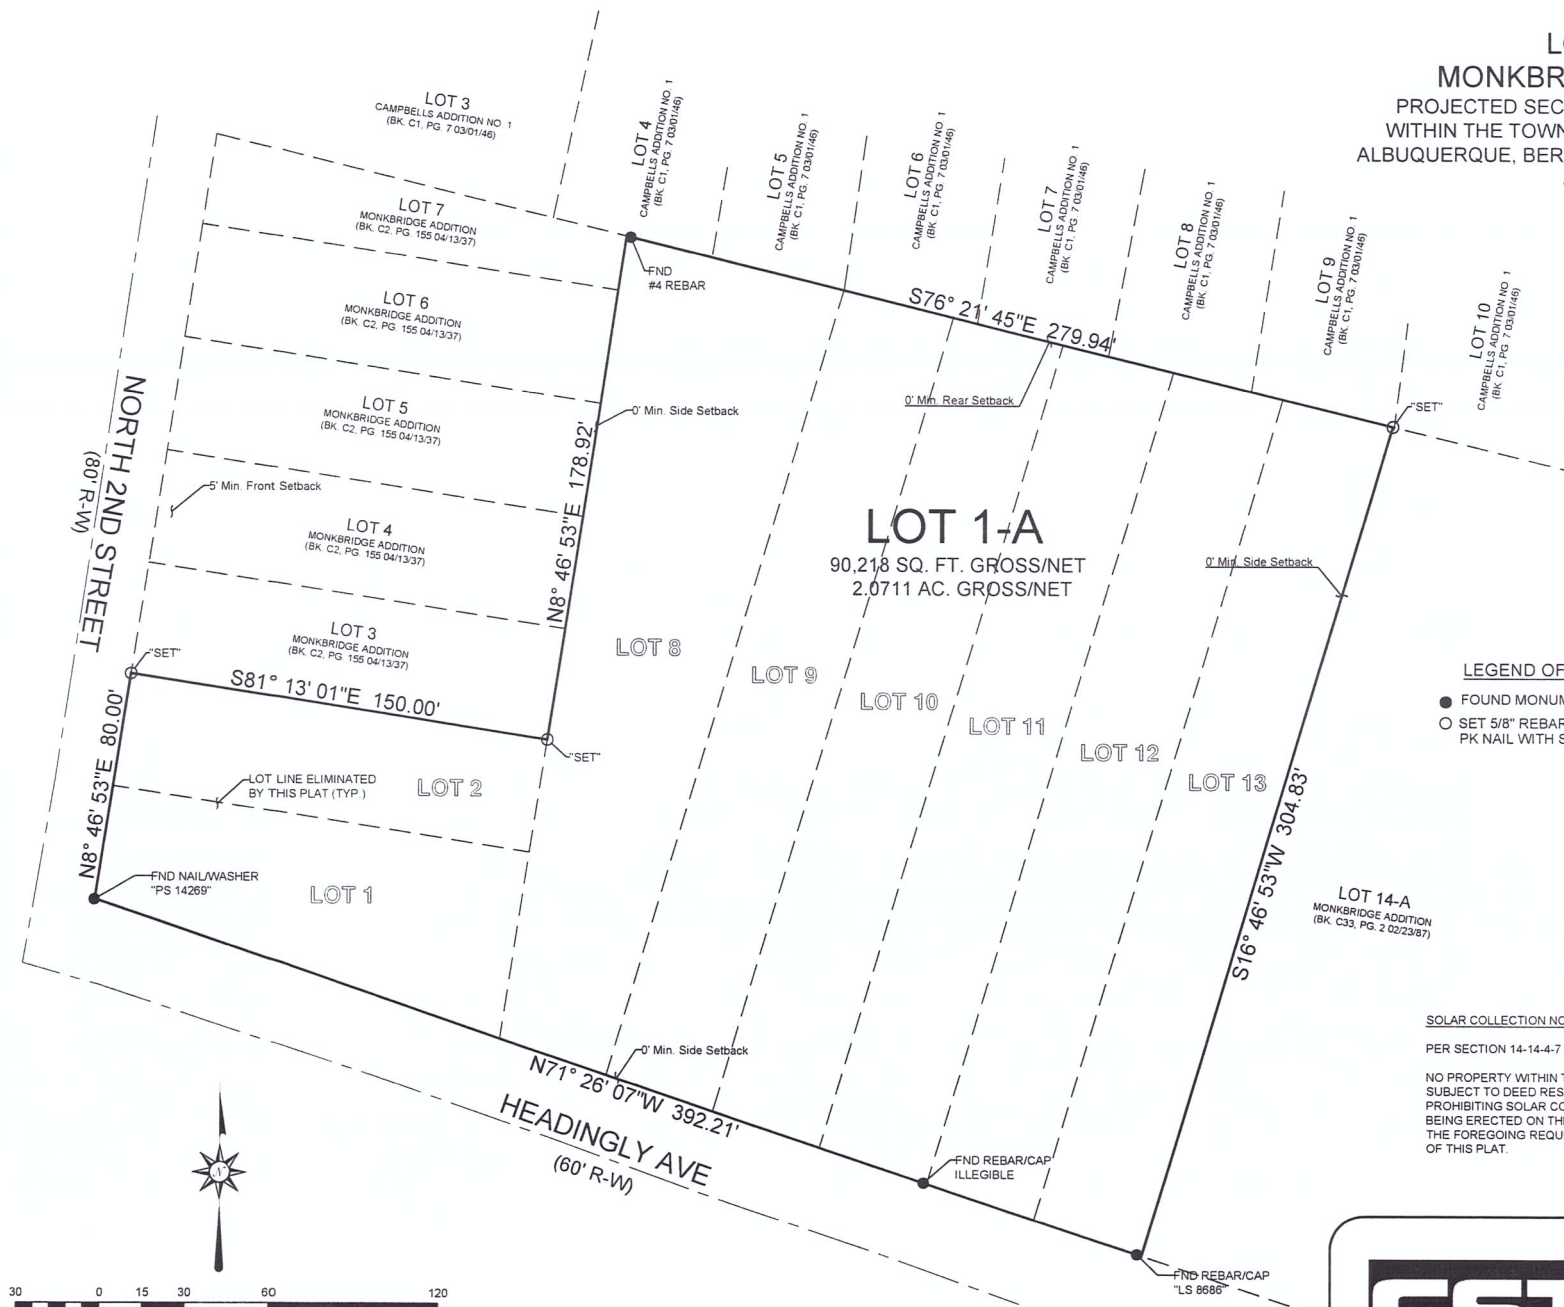 LOT 3
CAMPBELLS ADDITION NO. 1
(BK. C1, PG. 7 03/01/46)
LOT 4
CAMPBELLS ADDITION NO. 1
(BK. C1, PG. 7 03/01/46)
LOT 5
CAMPBELLS ADDITION NO. 1
(BK. C1, PG. 7 03/01/46)
LOT 6
CAMPBELLS ADDITION NO. 1
(BK. C1, PG. 7 03/01/46)
LOT 7
CAMPBELLS ADDITION NO. 1
(BK. C1, PG. 7 03/01/46)
LOT 8
CAMPBELLS ADDITION NO. 1
(BK. C1, PG. 7 03/01/46)
LOT 9
CAMPBELLS ADDITION NO. 1
(BK. C1, PG. 7 03/01/46)
LOT 10
CAMPBELLS ADDITION NO. 1
(BK. C1, PG. 7 03/01/46)
MONKBR
PROJECTED SEC
WITHIN THE TOWN
ALBUQUERQUE, BER
LOT 7
MONKBRIDGE ADDITION
(BK. C2, PG. 155 04/13/37)
LOT 6
MONKBRIDGE ADDITION
(BK. C2, PG. 155 04/13/37)
LOT 5
MONKBRIDGE ADDITION
(BK. C2, PG. 155 04/13/37)
LOT 4
MONKBRIDGE ADDITION
(BK. C2, PG. 155 04/13/37)
LOT 3
MONKBRIDGE ADDITION
(BK. C2, PG. 155 04/13/37)
FND
#4 REBAR
S76° 21' 45"E 279.94'
0' Min. Rear Setback
0' Min. Side Setback
"SET"
NORTH 2ND STREET
(80' R-W)
5' Min. Front Setback
N8° 46' 53"E 178.92'
LOT 1-A
90,218 SQ. FT. GROSS/NET
2.0711 AC. GROSS/NET
0' Min. Side Setback
"SET"
S81° 13' 01"E 150.00'
"SET"
N8° 46' 53"E 80.00'
LOT 8
LOT 9
LOT 10
LOT 11
LOT 12
LOT 13
LOT LINE ELIMINATED
BY THIS PLAT (TYP.)
LOT 2
LOT 1
FND NAIL/WASHER
"PS 14269"
S16° 46' 53"W 304.83'
LEGEND OF
FOUND MONUM
SET 5/8" REBAR
PK NAIL WITH S
LOT 14-A
MONKBRIDGE ADDITION
(BK. C33, PG. 2 02/23/87)
0' Min. Side Setback
N71° 26' 07"W 392.21'
HEADINGLY AVE
(60' R-W)
FND REBAR/CAP
ILLEGIBLE
FND REBAR/CAP
"LS 8686"
SOLAR COLLECTION NO
PER SECTION 14-14-4-7
NO PROPERTY WITHIN T
SUBJECT TO DEED RES
PROHIBITING SOLAR CO
BEING ERECTED ON TH
THE FOREGOING REQU
OF THIS PLAT.
N
30 0 15 30 60 120